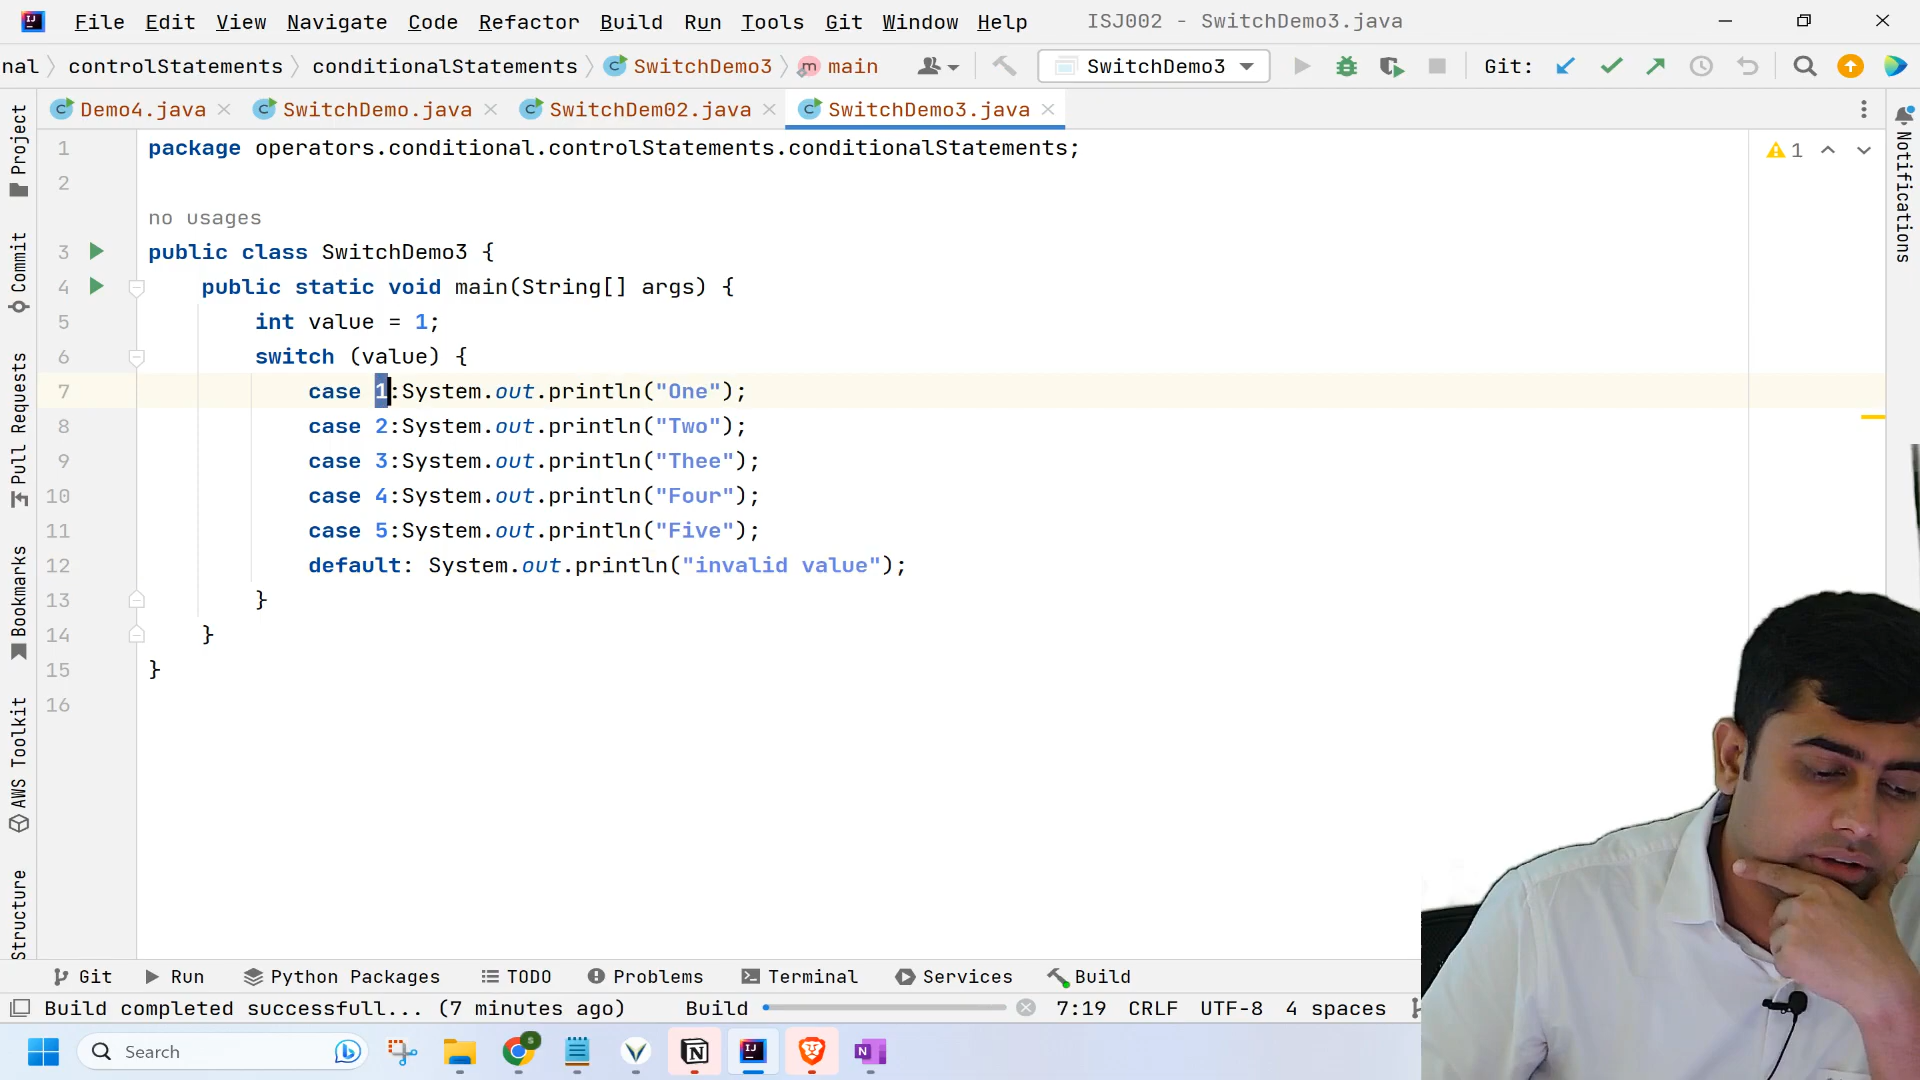 File Edit View Navigate Code Refactor Build Run Tools Git Window Help ISJ002 - SwitchDemo3.java
nal controlStatements conditionalStatements SwitchDemo3 m main SwitchDemo3 Git:
Demo4.java SwitchDemo.java SwitchDem02.java SwitchDemo3.java
1 package operators.conditional.controlStatements.conditionalStatements;
1
2
no usages
3 public class SwitchDemo3 {
4 public static void main(String[] args) {
5 int value = 1;
6 switch (value) {
7 case 1:System.out.println("One");
8 case 2:System.out.println("Two");
9 case 3:System.out.println("Thee");
10 case 4:System.out.println("Four");
11 case 5:System.out.println("Five");
12 default: System.out.println("invalid value");
13 }
14 }
15 }
16
Project
Commit
Pull Requests
Bookmarks
AWS Toolkit
Structure
Notifications
Git Run Python Packages TODO Problems Terminal Services Build
Build completed successfull... (7 minutes ago) Build 7:19 CRLF UTF-8 4 spaces
Search